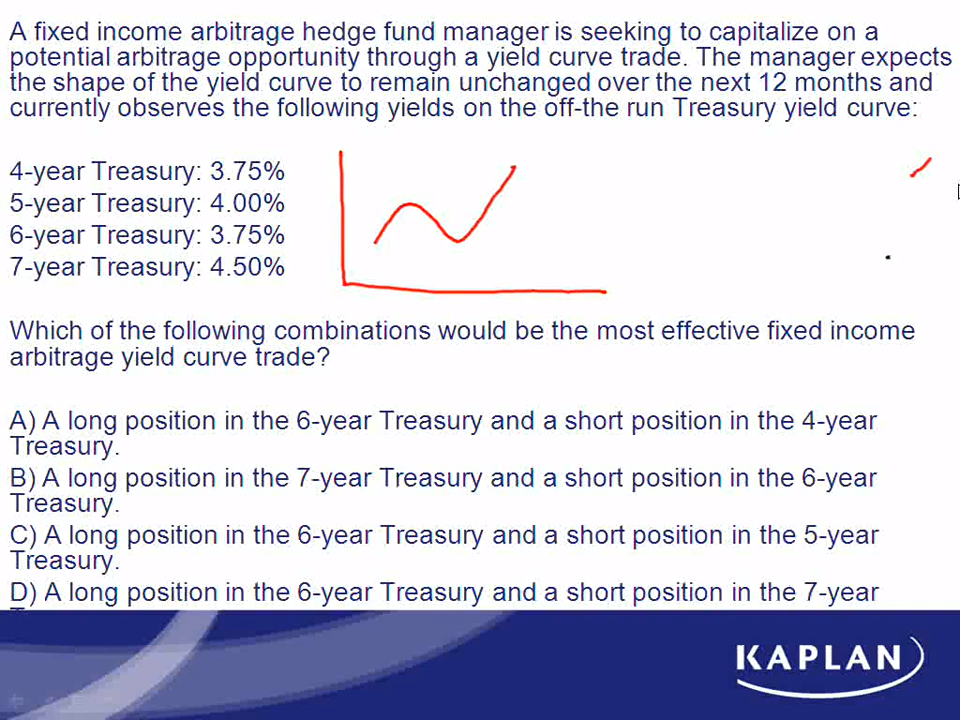 A fixed income arbitrage hedge fund manager is seeking to capitalize on a
potential arbitrage opportunity through a yield curve trade. The manager expects
the shape of the yield curve to remain unchanged over the next 12 months and
currently observes the following yields on the off-the run Treasury yield curve:
4-year Treasury: 3.75%
5-year Treasury: 4.00%
6-year Treasury: 3.75%
7-year Treasury: 4.50%
Which of the following combinations would be the most effective fixed income
arbitrage yield curve trade?
A) A long position in the 6-year Treasury and a short position in the 4-year
Treasury.
B) A long position in the 7-year Treasury and a short position in the 6-year
Treasury.
C) A long position in the 6-year Treasury and a short position in the 5-year
Treasury.
D) A long position in the 6-year Treasury and a short position in the 7-year
KAPLAN